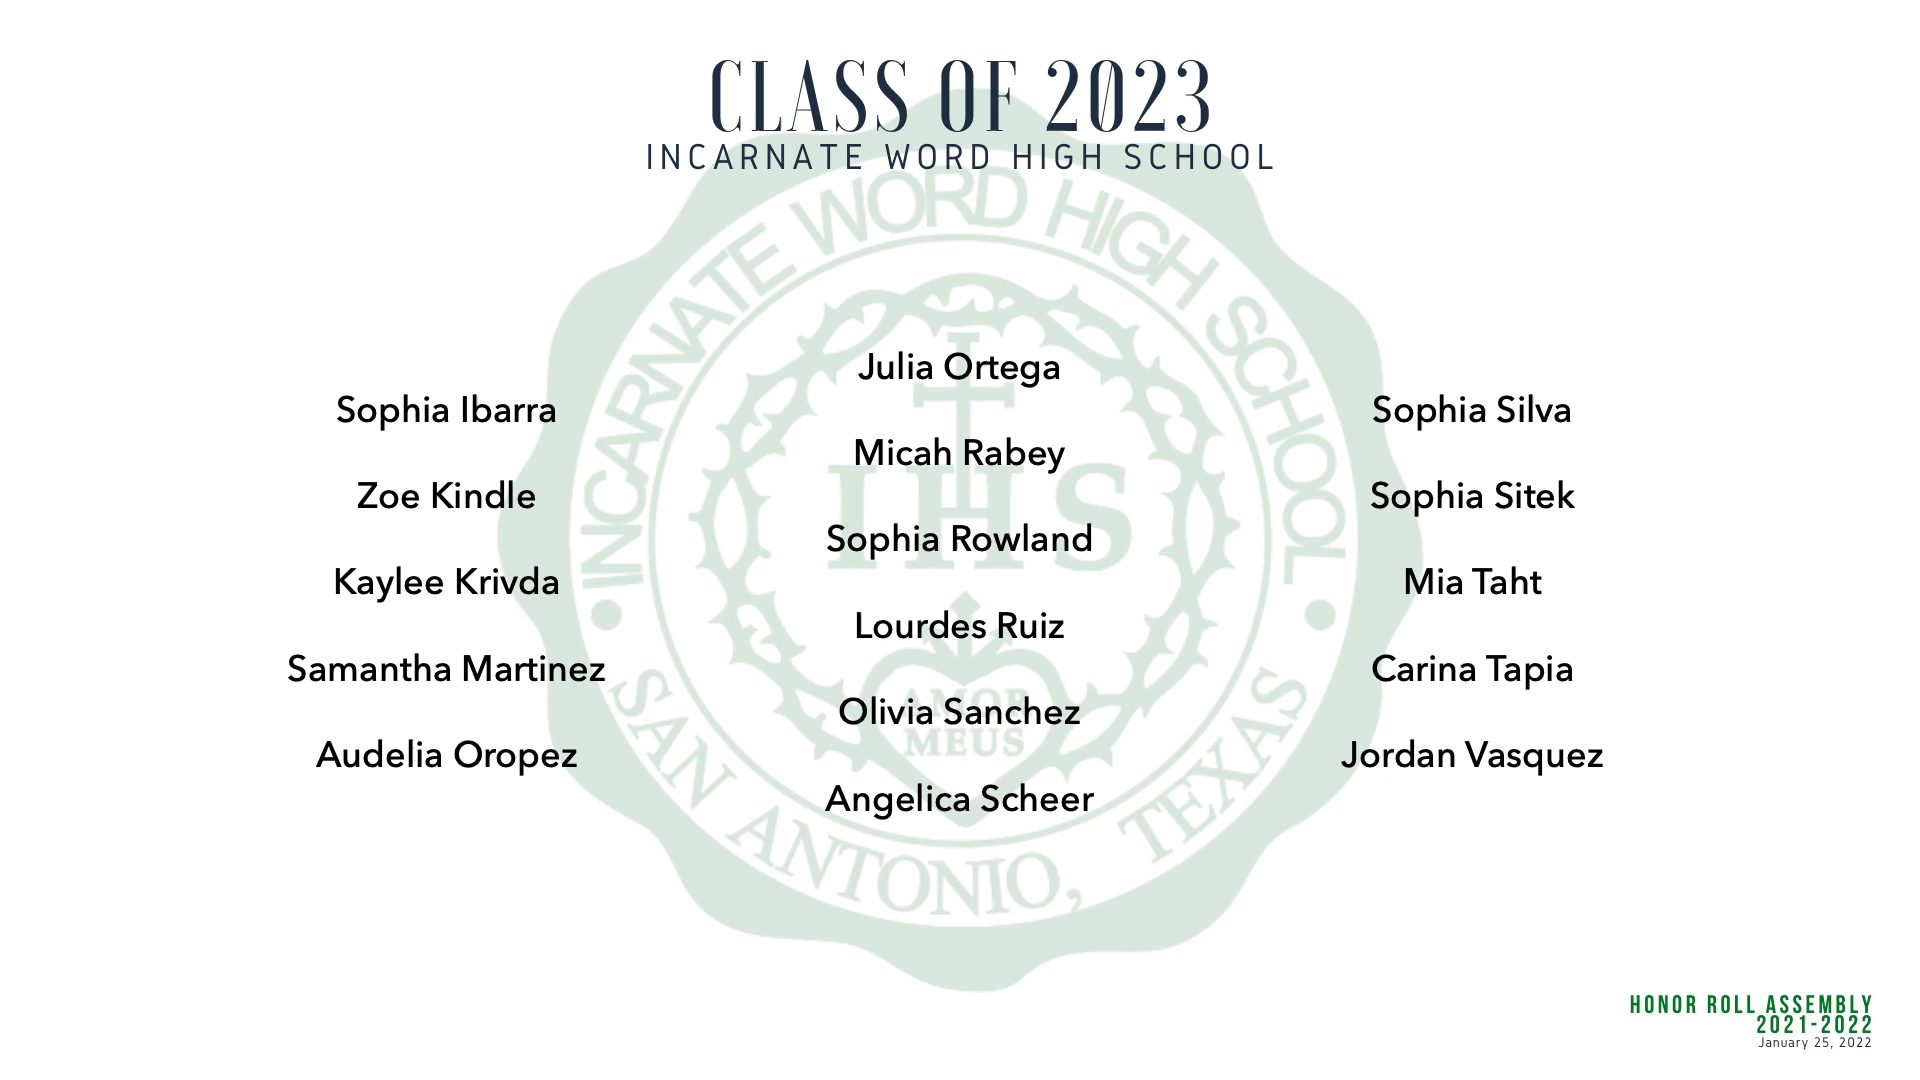 CLASS OF 2023
INCARNATE WORD HIGH SCHOOL
INCARNATE WORD HIGH SCHOOL
IHS
AMOR
MEUS
SAN ANTONIO, TEXAS
Sophia Ibarra
Zoe Kindle
Kaylee Krivda
Samantha Martinez
Audelia Oropez
Julia Ortega
Micah Rabey
Sophia Rowland
Lourdes Ruiz
Olivia Sanchez
Angelica Scheer
Sophia Silva
Sophia Sitek
Mia Taht
Carina Tapia
Jordan Vasquez
HONOR ROLL ASSEMBLY
2021-2022
January 25, 2022